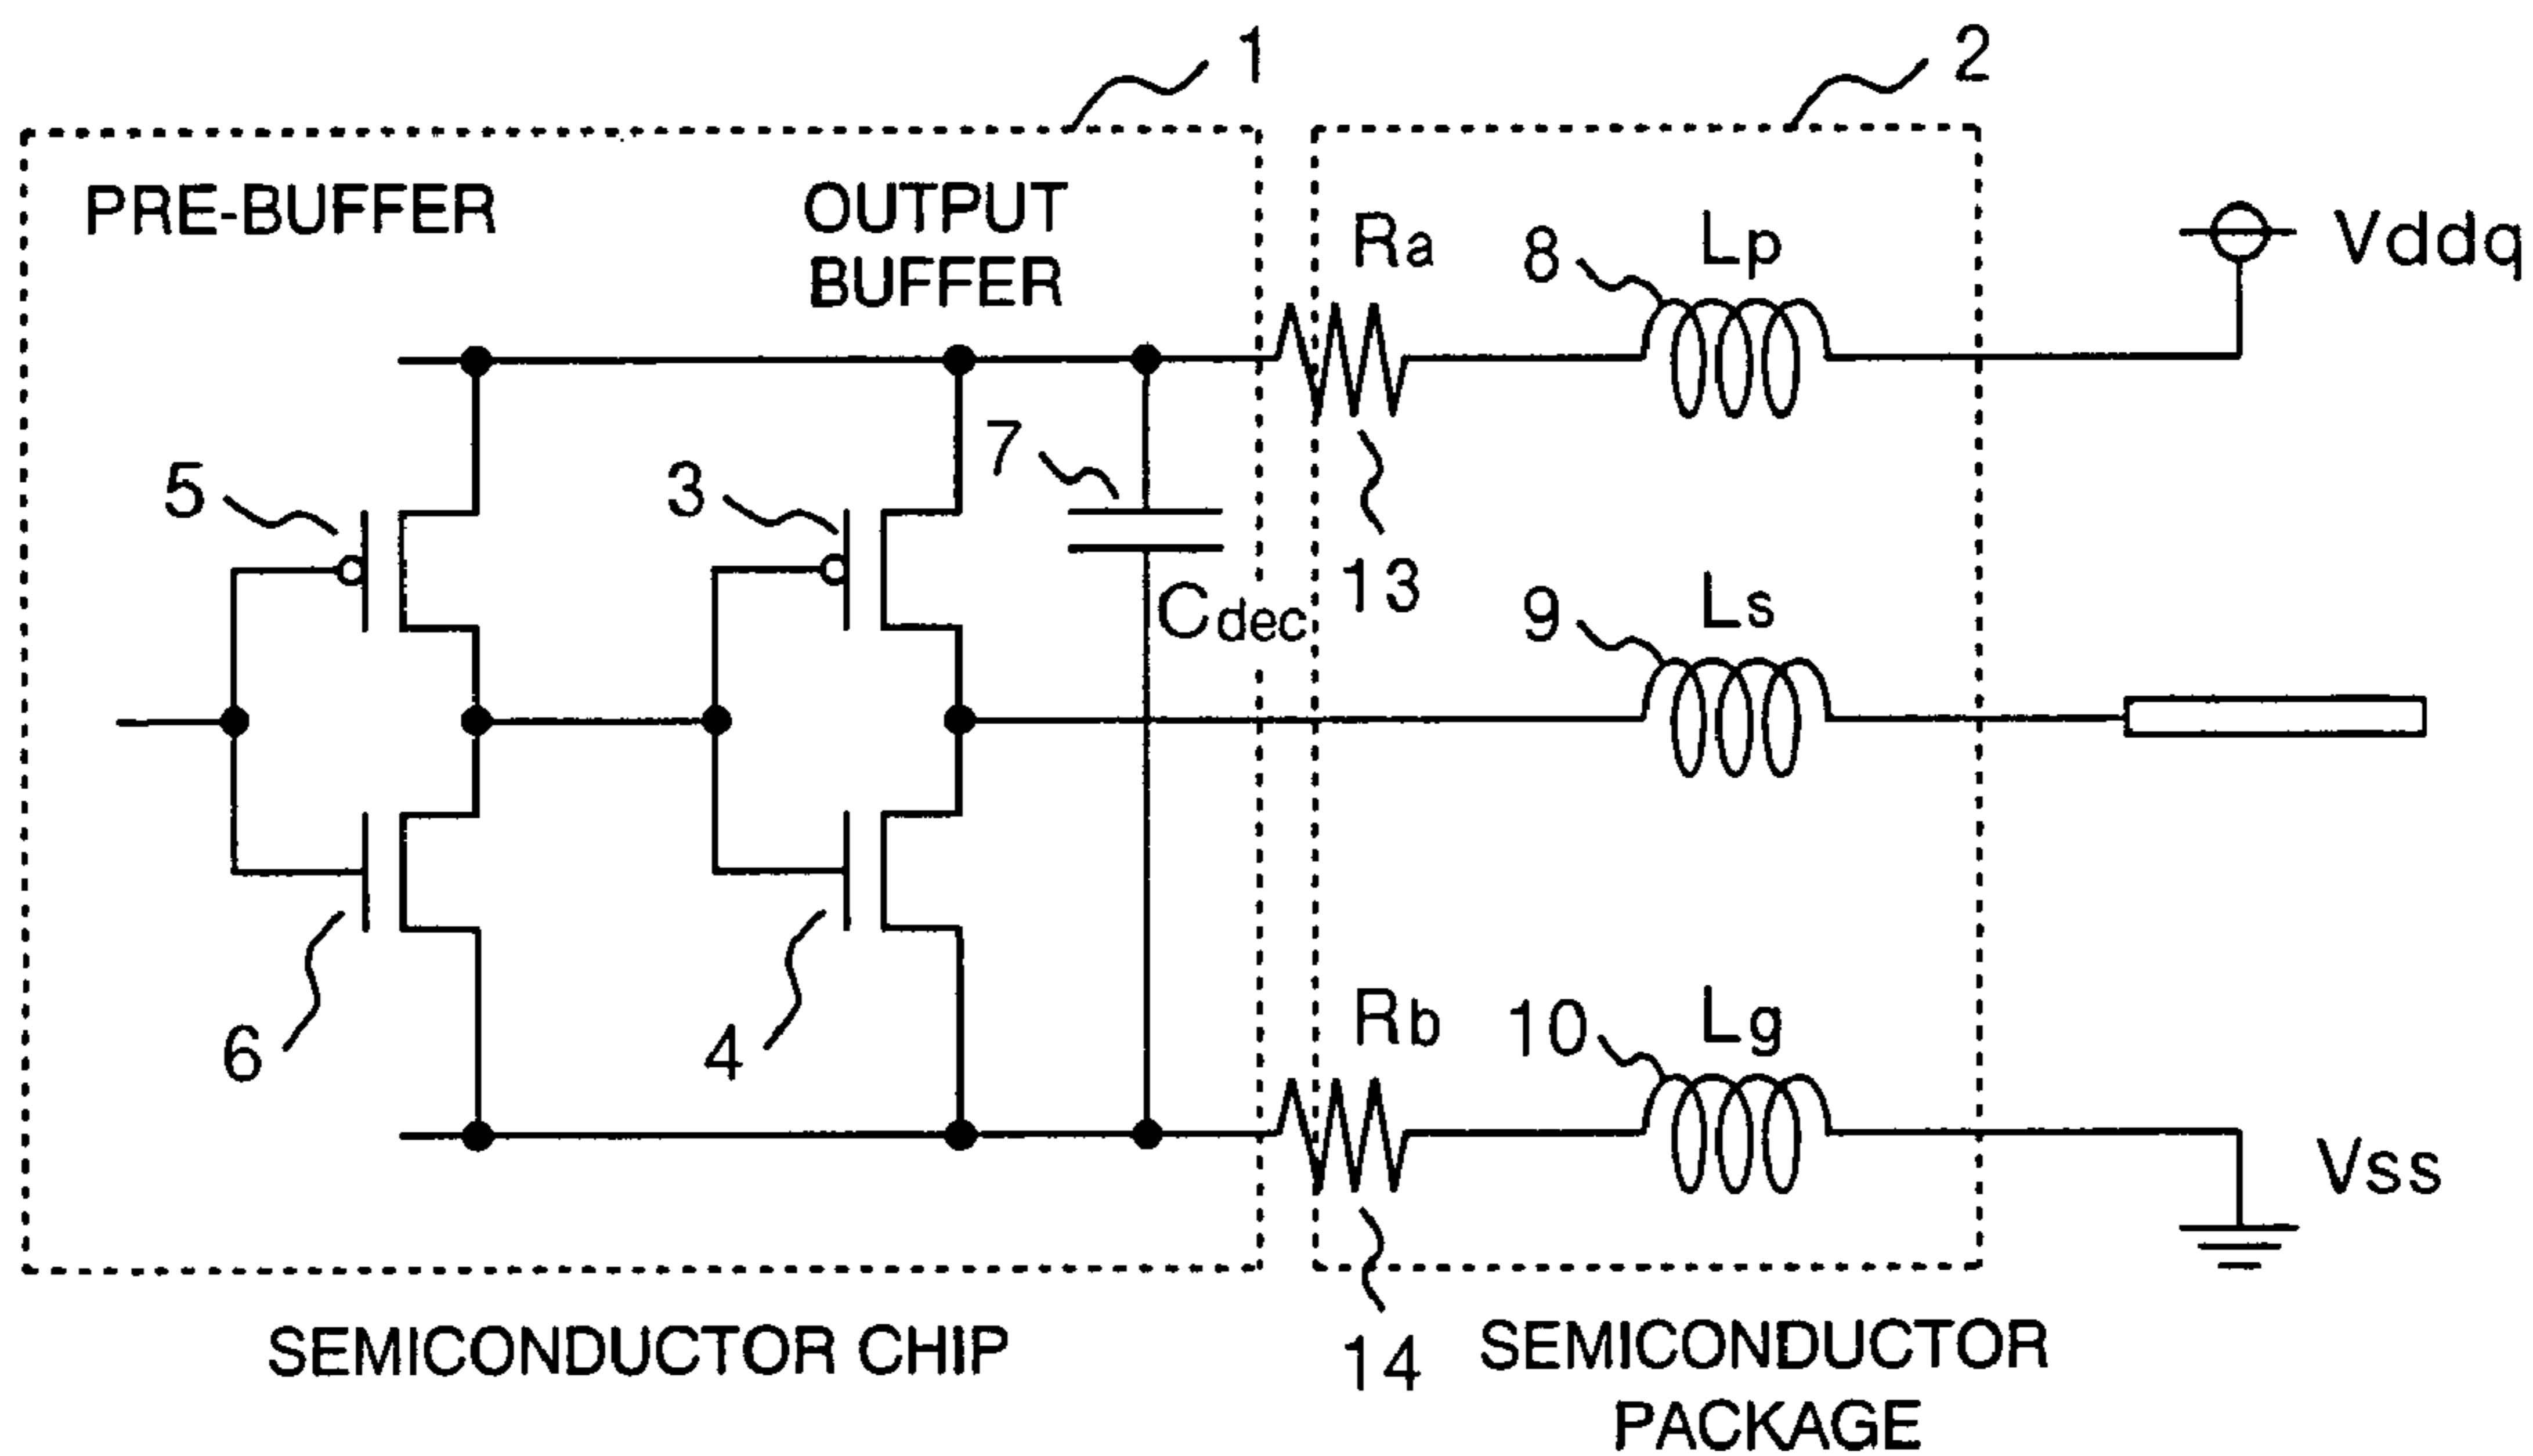 1
2
PRE-BUFFER
OUTPUT
BUFFER
Ra
8
Lp
Vddq
5
3
7
13
Cdec
9
Ls
6
4
Rb
10
Lg
Vss
14
SEMICONDUCTOR CHIP
SEMICONDUCTOR
PACKAGE